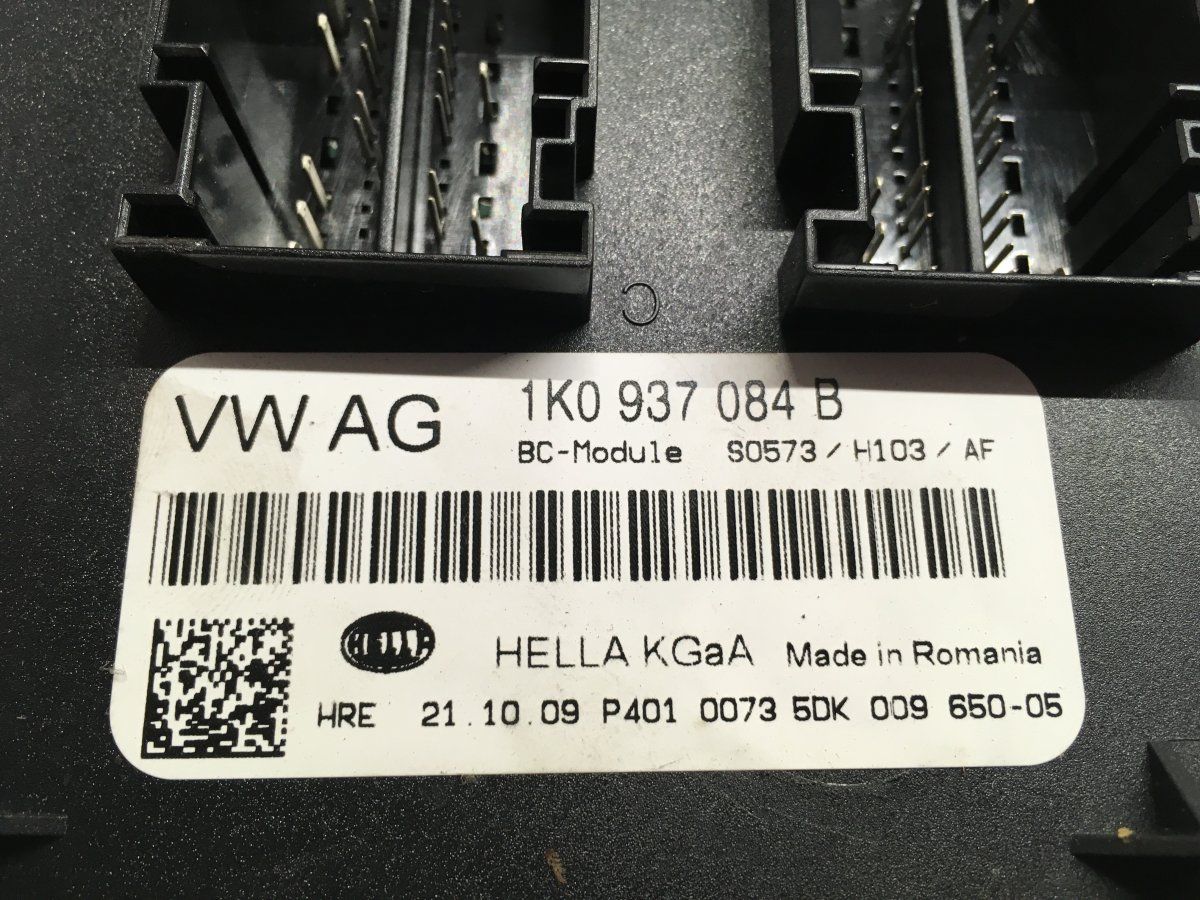 C
VW AG
1K0 937 084 B
BC-Module S0573 / H103 / AF
HELLA
HELLA KGaA Made in Romania
HRE 21.10.09 P401 0073 5DK 009 650-05